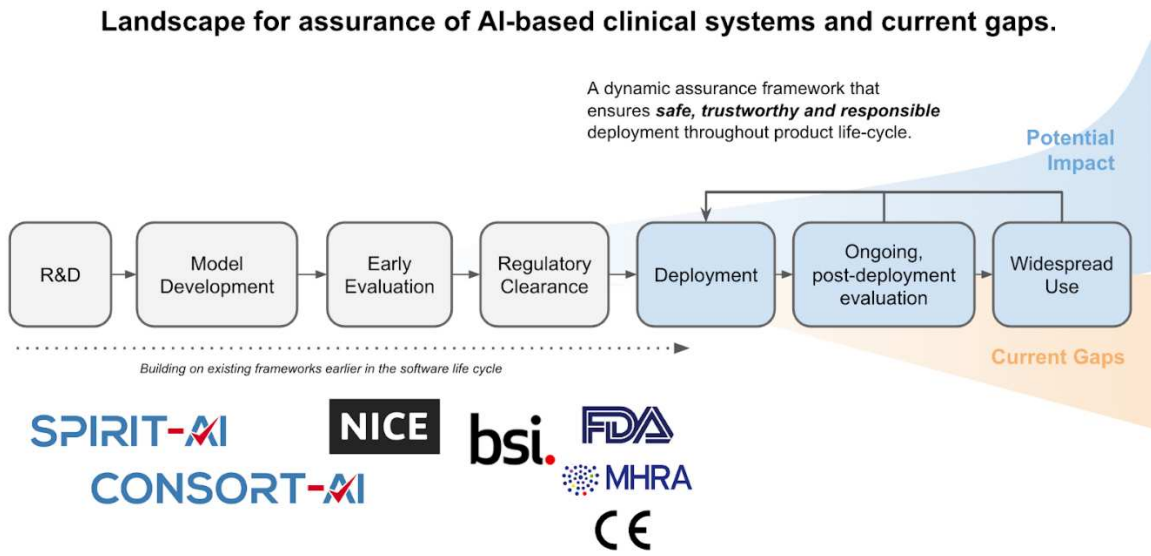 Landscape for assurance of AI-based clinical systems and current gaps.
A dynamic assurance framework that
ensures safe, trustworthy and responsible
deployment throughout product life-cycle.
Potential
Impact
R&D
Model
Development
Early
Evaluation
Regulatory
Clearance
Deployment
Ongoing,
post-deployment
evaluation
Widespread
Use
Building on existing frameworks earlier in the software life cycle
Current Gaps
SPIRIT-AI
CONSORT-AI
NICE
bsi.
FDA
MHRA
CE